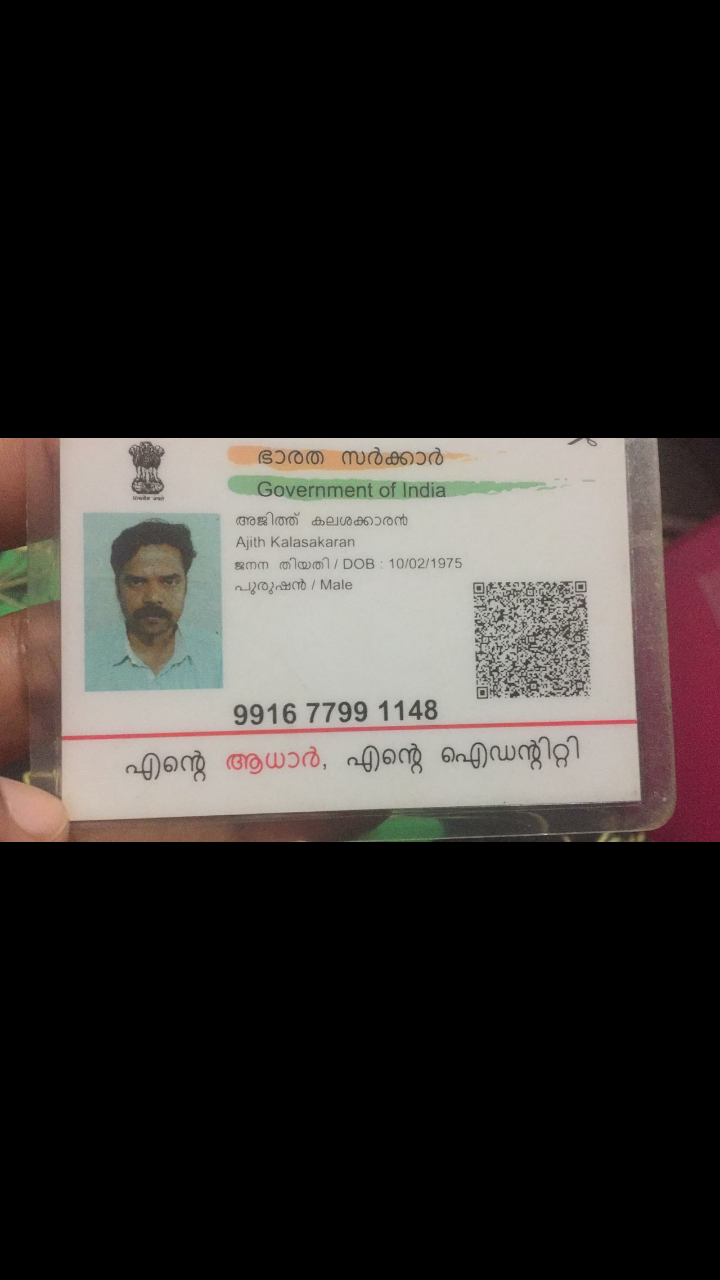 ഭാരത സർക്കാർ
Government of India
അജിത്ത് കലശക്കാരൻ
Ajith Kalasakaran
ജനന തിയതി / DOB : 10/02/1975
പുരുഷൻ / Male
9916 7799 1148
എന്റെ ആധാർ, എന്റെ ഐഡന്റിറ്റി